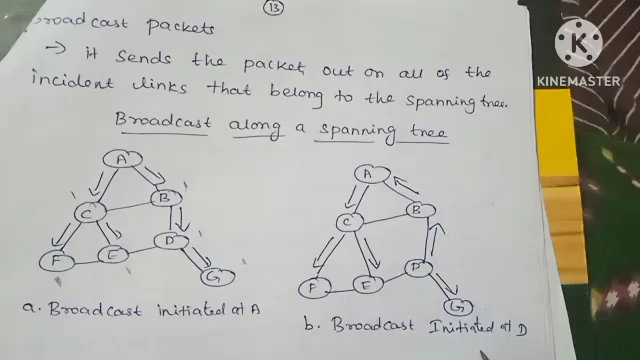 13
broadcast packets
→ it sends the packet out on all of the
incident links that belong to the spanning tree.
Broadcast along a spanning tree
A
B
C
D
E
F
G
a. Broadcast initiated at A
A
B
C
D
E
F
G
b. Broadcast Initiated at D
KINEMASTER